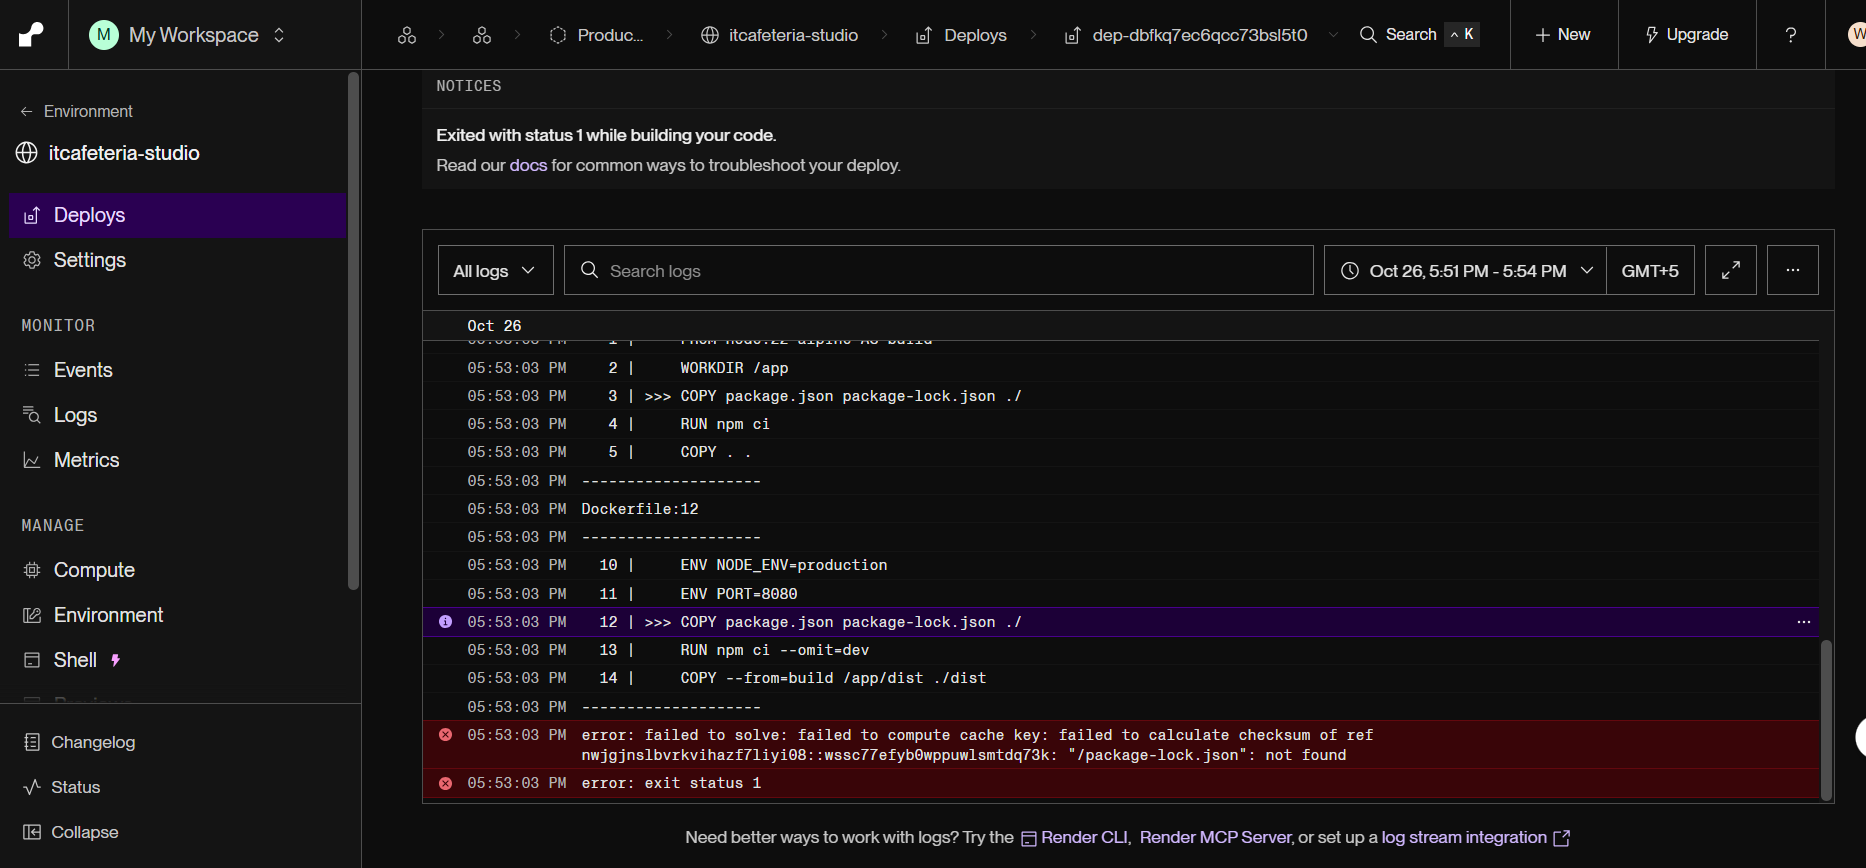 M My Workspace
Produc...
itcafeteria-studio
Deploys
dep-dbfkq7ec6qcc73bsl5t0
Search ^ K
+ New
Upgrade
?
W
← Environment
itcafeteria-studio
Deploys
Settings
MONITOR
Events
Logs
Metrics
MANAGE
Compute
Environment
Shell
Changelog
Status
Collapse
NOTICES
Exited with status 1 while building your code.
Read our docs for common ways to troubleshoot your deploy.
All logs
Search logs
Oct 26, 5:51 PM - 5:54 PM
GMT+5
...
Oct 26
05:53:03 PM 2 | WORKDIR /app
05:53:03 PM 3 | >>> COPY package.json package-lock.json ./
05:53:03 PM 4 | RUN npm ci
05:53:03 PM 5 | COPY . .
05:53:03 PM --------------------
05:53:03 PM Dockerfile:12
05:53:03 PM --------------------
05:53:03 PM 10 | ENV NODE_ENV=production
05:53:03 PM 11 | ENV PORT=8080
05:53:03 PM 12 | >>> COPY package.json package-lock.json ./ ...
05:53:03 PM 13 | RUN npm ci --omit=dev
05:53:03 PM 14 | COPY --from=build /app/dist ./dist
05:53:03 PM --------------------
05:53:03 PM error: failed to solve: failed to compute cache key: failed to calculate checksum of ref
nwjgjnslbvrkvihazf7liyi08::wssc77efyb0wppuwlsmtdq73k: "/package-lock.json": not found
05:53:03 PM error: exit status 1
Need better ways to work with logs? Try the Render CLI, Render MCP Server, or set up a log stream integration